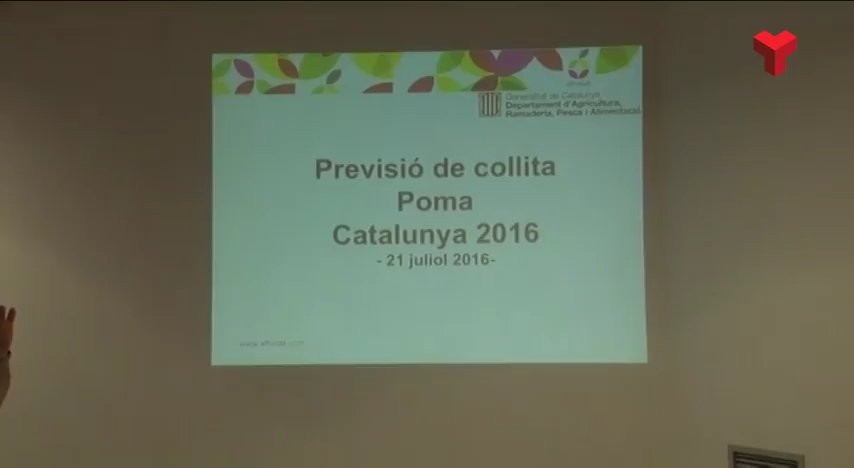 Generalitat de Catalunya
Departament d'Agricultura,
Ramaderia, Pesca i Alimentació
Previsió de collita
Poma
Catalunya 2016
- 21 juliol 2016-